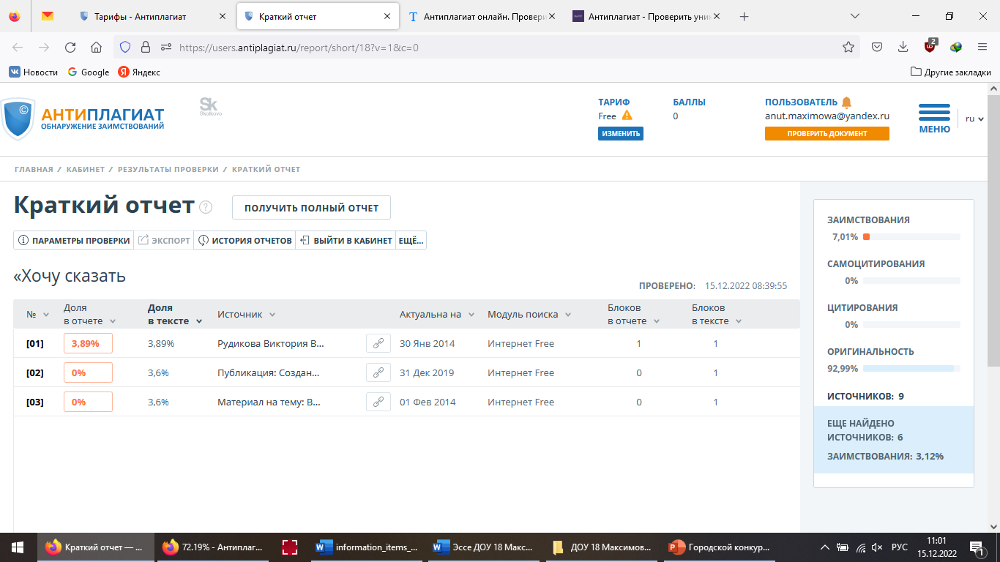 Тарифы - Антиплагиат
Краткий отчет
Антиплагиат онлайн. Провери
Антиплагиат - Проверить уник
https://users.antiplagiat.ru/report/short/18?v=1&c=0
2
Новости
Google
Яндекс
Другие закладки
АНТИПЛАГИАТ
ОБНАРУЖЕНИЕ ЗАИМСТВОВАНИЙ
Sk
Skolkovo
ТАРИФ
Free
ИЗМЕНИТЬ
БАЛЛЫ
0
ПОЛЬЗОВАТЕЛЬ
anut.maximowa@yandex.ru
ПРОВЕРИТЬ ДОКУМЕНТ
МЕНЮ
ru
ГЛАВНАЯ / КАБИНЕТ / РЕЗУЛЬТАТЫ ПРОВЕРКИ / КРАТКИЙ ОТЧЕТ
Краткий отчет ?
ПОЛУЧИТЬ ПОЛНЫЙ ОТЧЕТ
ПАРАМЕТРЫ ПРОВЕРКИ ЭКСПОРТ ИСТОРИЯ ОТЧЕТОВ ВЫЙТИ В КАБИНЕТ ЕЩЁ...
«Хочу сказать
ПРОВЕРЕНО: 15.12.2022 08:39:55
№ Доля в отчете Доля в тексте Источник Актуальна на Модуль поиска Блоков в отчете Блоков в тексте
[01] 3,89% 3,89% Рудикова Виктория В... 30 Янв 2014 Интернет Free 1 1
[02] 0% 3,6% Публикация: Создан... 31 Дек 2019 Интернет Free 0 1
[03] 0% 3,6% Материал на тему: В... 01 Фев 2014 Интернет Free 0 1
ЗАИМСТВОВАНИЯ
7,01%
САМОЦИТИРОВАНИЯ
0%
ЦИТИРОВАНИЯ
0%
ОРИГИНАЛЬНОСТЬ
92,99%
ИСТОЧНИКОВ: 9
ЕЩЕ НАЙДЕНО
ИСТОЧНИКОВ: 6
ЗАИМСТВОВАНИЯ: 3,12%
Краткий отчет — ...
72.19% - Антиплаг...
information_items_...
Эссе ДОУ 18 Макс...
ДОУ 18 Максимов...
Городской конкур...
РУС
11:01
15.12.2022
1